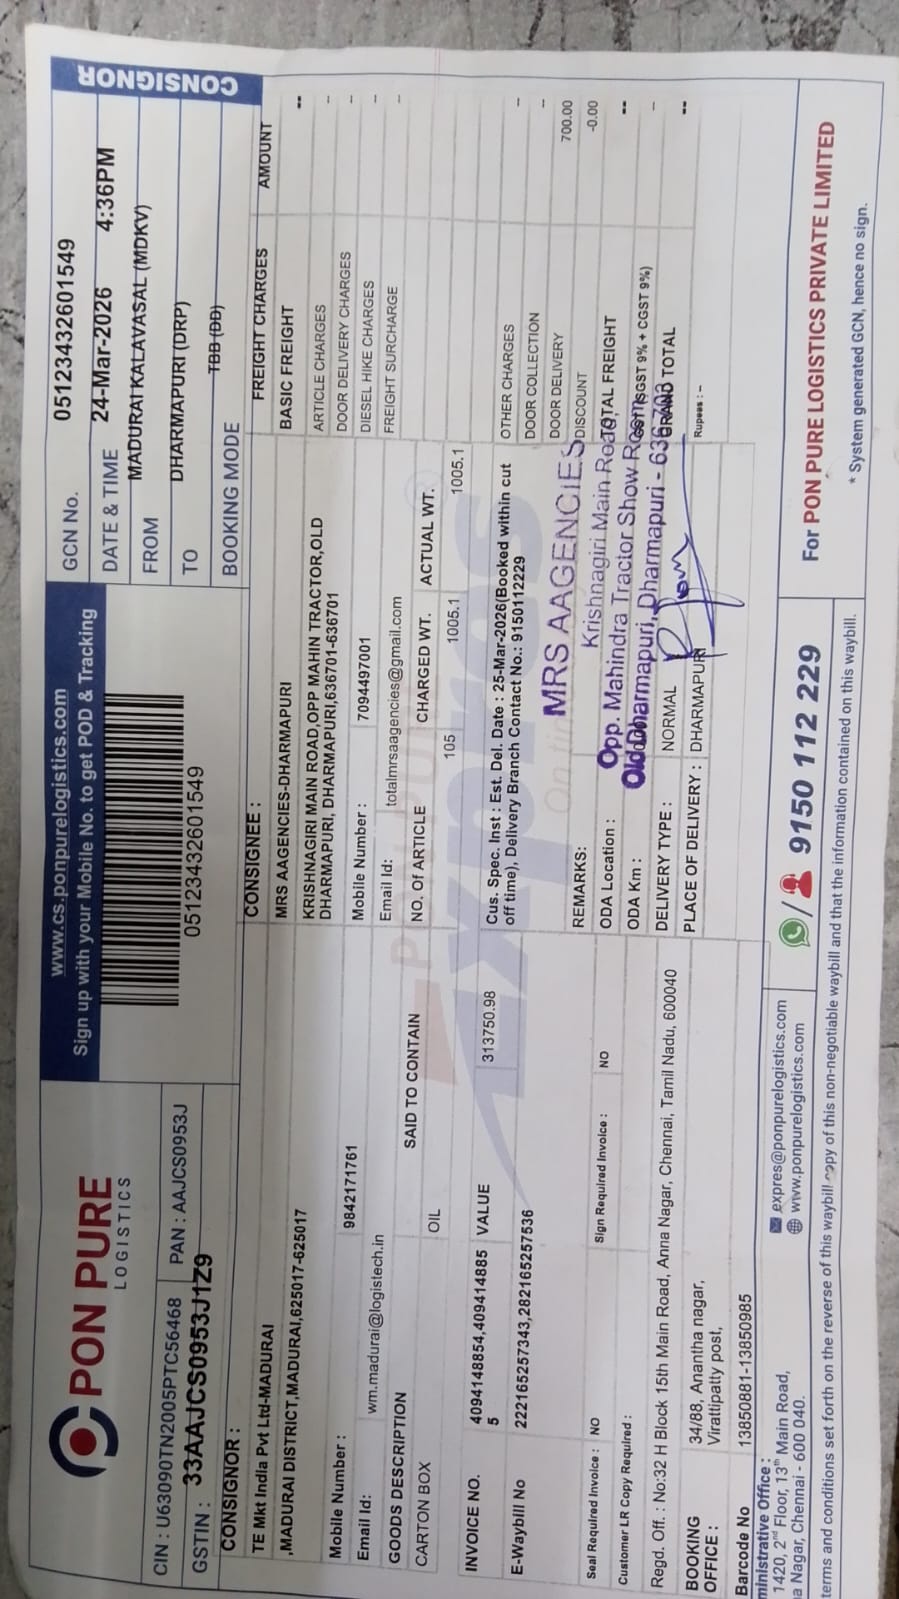 PON PURE
LOGISTICS
CIN : U63090TN2005PTC56468 PAN : AAJCS0953J
GSTIN : 33AAJCS0953J1Z9
www.cs.ponpurelogistics.com
Sign up with your Mobile No. to get POD & Tracking
05123432601549
CONSIGNOR
GCN No. 05123432601549
DATE & TIME 24-Mar-2026 4:36PM
FROM MADURAI KALAVASAL (MDKV)
TO DHARMAPURI (DRP)
BOOKING MODE TBB (DD)
CONSIGNOR :
TE Mkt India Pvt Ltd-MADURAI
,MADURAI DISTRICT,MADURAI,625017-625017
Mobile Number : 9842171761
Email Id: wm.madurai@logistech.in
CONSIGNEE :
MRS AAGENCIES-DHARMAPURI
KRISHNAGIRI MAIN ROAD,OPP MAHIN TRACTOR,OLD
DHARMAPURI, DHARMAPURI,636701-636701
Mobile Number : 7094497001
Email Id: totalmrsaagencies@gmail.com
FREIGHT CHARGES AMOUNT
BASIC FREIGHT --
ARTICLE CHARGES --
DOOR DELIVERY CHARGES --
DIESEL HIKE CHARGES --
FREIGHT SURCHARGE --
GOODS DESCRIPTION SAID TO CONTAIN NO. Of ARTICLE CHARGED WT. ACTUAL WT.
CARTON BOX OIL 105 1005.1 1005.1
INVOICE NO. 4094148854,409414885 VALUE 313750.98
5
E-Waybill No 222165257343,282165257536
Cus. Spec. Inst : Est. Del. Date : 25-Mar-2026(Booked within cut
off time), Delivery Branch Contact No.: 9150112229
OTHER CHARGES --
DOOR COLLECTION --
DOOR DELIVERY 700.00
DISCOUNT -0.00
TOTAL FREIGHT --
GST (SGST 9% + CGST 9%) --
GRAND TOTAL --
Rupees : -
REMARKS:
Seal Required Invoice : NO Sign Required Invoice : NO
Customer LR Copy Required :
ODA Location :
ODA Km :
DELIVERY TYPE : NORMAL
PLACE OF DELIVERY : DHARMAPURI
MRS AAGENCIES
Krishnagiri Main Road,
Opp. Mahindra Tractor Show Room,
Old Dharmapuri, Dharmapuri - 636 703
Regd. Off. : No:32 H Block 15th Main Road, Anna Nagar, Chennai, Tamil Nadu, 600040
BOOKING OFFICE : 34/88, Anantha nagar,
Virattipatty post,
Barcode No 13850881-13850985
ministrative Office :
1420, 2nd Floor, 13th Main Road,
a Nagar, Chennai - 600 040.
expres@ponpurelogistics.com
www.ponpurelogistics.com
9150 112 229
For PON PURE LOGISTICS PRIVATE LIMITED
* System generated GCN, hence no sign.
terms and conditions set forth on the reverse of this waybill copy of this non-negotiable waybill and that the information contained on this waybill.